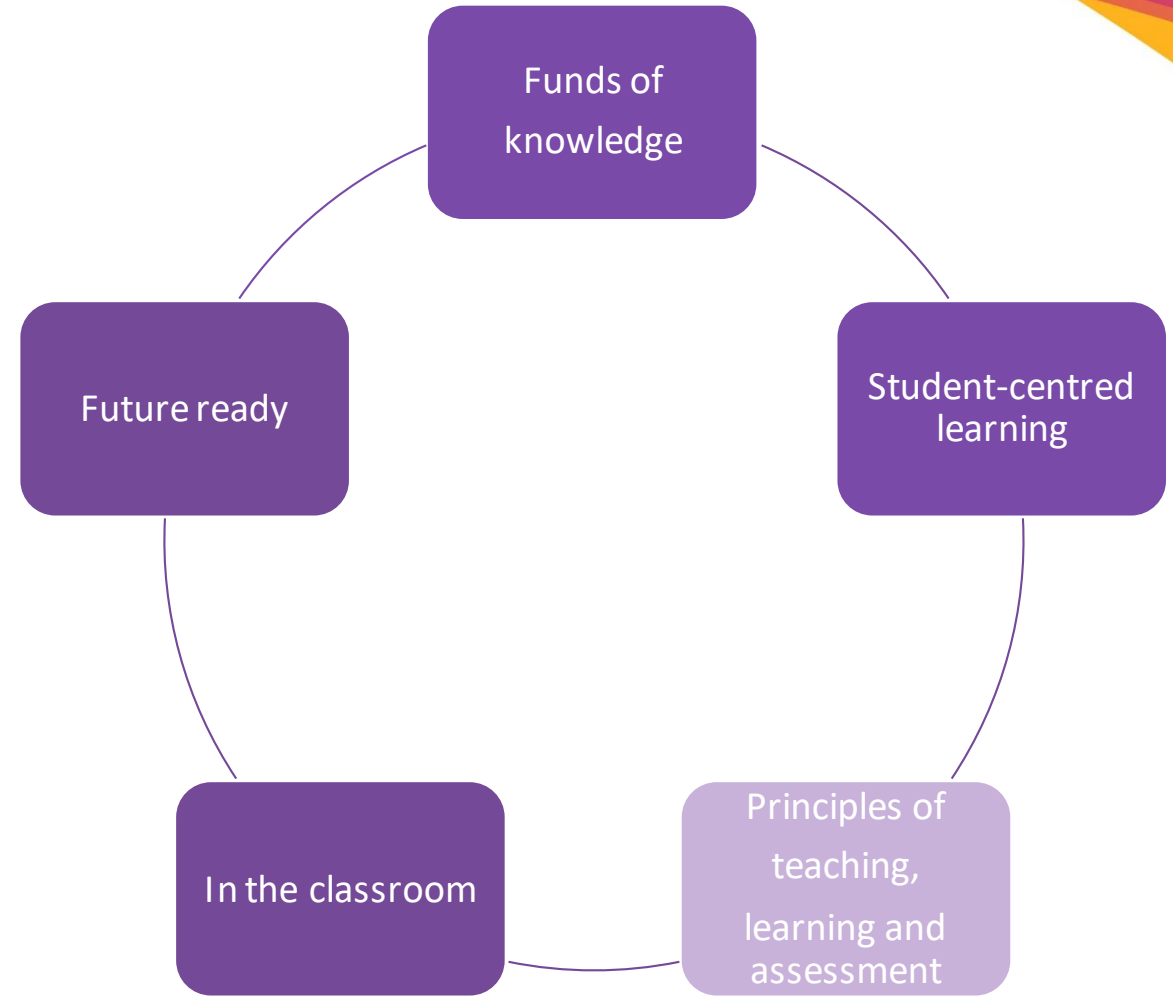 Funds of
knowledge
Student-centred
learning
Principles of
teaching,
learning and
assessment
In the classroom
Future ready